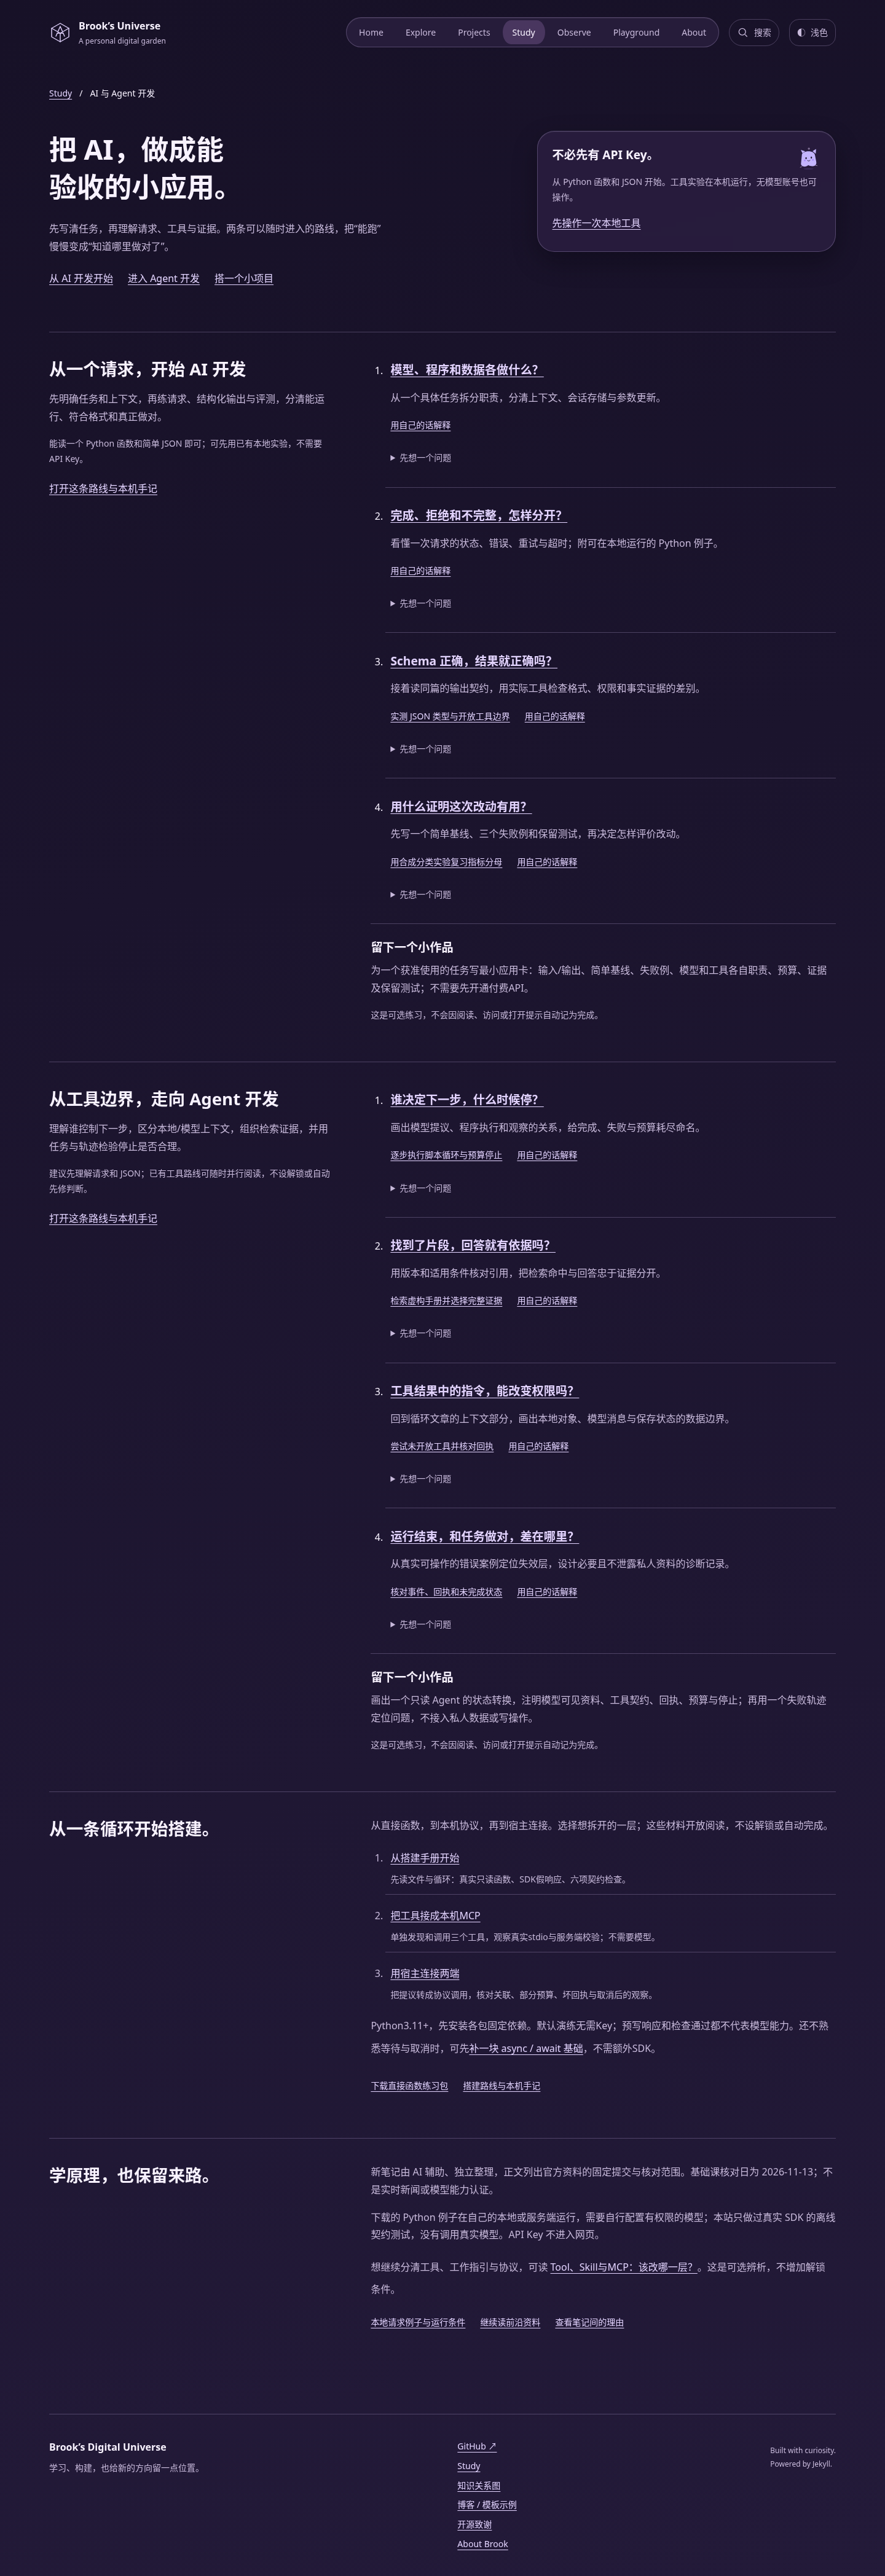 Brook’s Universe
A personal digital garden
Home
Explore
Projects
Study
Observe
Playground
About
搜索
浅色
Study / AI 与 Agent 开发
把 AI，做成能
验收的小应用。
先写清任务，再理解请求、工具与证据。两条可以随时进入的路线，把“能跑”
慢慢变成“知道哪里做对了”。
从 AI 开发开始 进入 Agent 开发 搭一个小项目
不必先有 API Key。
从 Python 函数和 JSON 开始。工具实验在本机运行，无模型账号也可
操作。
先操作一次本地工具
从一个请求，开始 AI 开发
先明确任务和上下文，再练请求、结构化输出与评测，分清能运
行、符合格式和真正做对。
能读一个 Python 函数和简单 JSON 即可；可先用已有本地实验，不需要
API Key。
打开这条路线与本机手记
1. 模型、程序和数据各做什么？
从一个具体任务拆分职责，分清上下文、会话存储与参数更新。
用自己的话解释
▶ 先想一个问题
2. 完成、拒绝和不完整，怎样分开？
看懂一次请求的状态、错误、重试与超时；附可在本地运行的 Python 例子。
用自己的话解释
▶ 先想一个问题
3. Schema 正确，结果就正确吗？
接着读同篇的输出契约，用实际工具检查格式、权限和事实证据的差别。
实测 JSON 类型与开放工具边界 用自己的话解释
▶ 先想一个问题
4. 用什么证明这次改动有用？
先写一个简单基线、三个失败例和保留测试，再决定怎样评价改动。
用合成分类实验复习指标分母 用自己的话解释
▶ 先想一个问题
留下一个小作品
为一个获准使用的任务写最小应用卡：输入/输出、简单基线、失败例、模型和工具各自职责、预算、证据
及保留测试；不需要先开通付费API。
这是可选练习，不会因阅读、访问或打开提示自动记为完成。
从工具边界，走向 Agent 开发
理解谁控制下一步，区分本地/模型上下文，组织检索证据，并用
任务与轨迹检验停止是否合理。
建议先理解请求和 JSON；已有工具路线可随时并行阅读，不设解锁或自动
先修判断。
打开这条路线与本机手记
1. 谁决定下一步，什么时候停？
画出模型提议、程序执行和观察的关系，给完成、失败与预算耗尽命名。
逐步执行脚本循环与预算停止 用自己的话解释
▶ 先想一个问题
2. 找到了片段，回答就有依据吗？
用版本和适用条件核对引用，把检索命中与回答忠于证据分开。
检索虚构手册并选择完整证据 用自己的话解释
▶ 先想一个问题
3. 工具结果中的指令，能改变权限吗？
回到循环文章的上下文部分，画出本地对象、模型消息与保存状态的数据边界。
尝试未开放工具并核对回执 用自己的话解释
▶ 先想一个问题
4. 运行结束，和任务做对，差在哪里？
从真实可操作的错误案例定位失效层，设计必要且不泄露私人资料的诊断记录。
核对事件、回执和未完成状态 用自己的话解释
▶ 先想一个问题
留下一个小作品
画出一个只读 Agent 的状态转换，注明模型可见资料、工具契约、回执、预算与停止；再用一个失败轨迹
定位问题，不接入私人数据或写操作。
这是可选练习，不会因阅读、访问或打开提示自动记为完成。
从一条循环开始搭建。
从直接函数，到本机协议，再到宿主连接。选择想拆开的一层；这些材料开放阅读，不设解锁或自动完成。
1. 从搭建手册开始
先读文件与循环：真实只读函数、SDK假响应、六项契约检查。
2. 把工具接成本机MCP
单独发现和调用三个工具，观察真实stdio与服务端校验；不需要模型。
3. 用宿主连接两端
把提议转成协议调用，核对关联、部分预算、坏回执与取消后的观察。
Python3.11+，先安装各包固定依赖。默认演练无需Key；预写响应和检查通过都不代表模型能力。还不熟
悉等待与取消时，可先补一块 async / await 基础，不需额外SDK。
下载直接函数练习包 搭建路线与本机手记
学原理，也保留来路。
新笔记由 AI 辅助、独立整理，正文列出官方资料的固定提交与核对范围。基础课核对日为 2026-11-13；不
是实时新闻或模型能力认证。
下载的 Python 例子在自己的本地或服务端运行，需要自行配置有权限的模型；本站只做过真实 SDK 的离线
契约测试，没有调用真实模型。API Key 不进入网页。
想继续分清工具、工作指引与协议，可读 Tool、Skill与MCP：该改哪一层？。这是可选辨析，不增加解锁
条件。
本地请求例子与运行条件 继续读前沿资料 查看笔记间的理由
Brook’s Digital Universe
学习、构建，也给新的方向留一点位置。
GitHub ↗
Study
知识关系图
博客 / 模板示例
开源致谢
About Brook
Built with curiosity.
Powered by Jekyll.